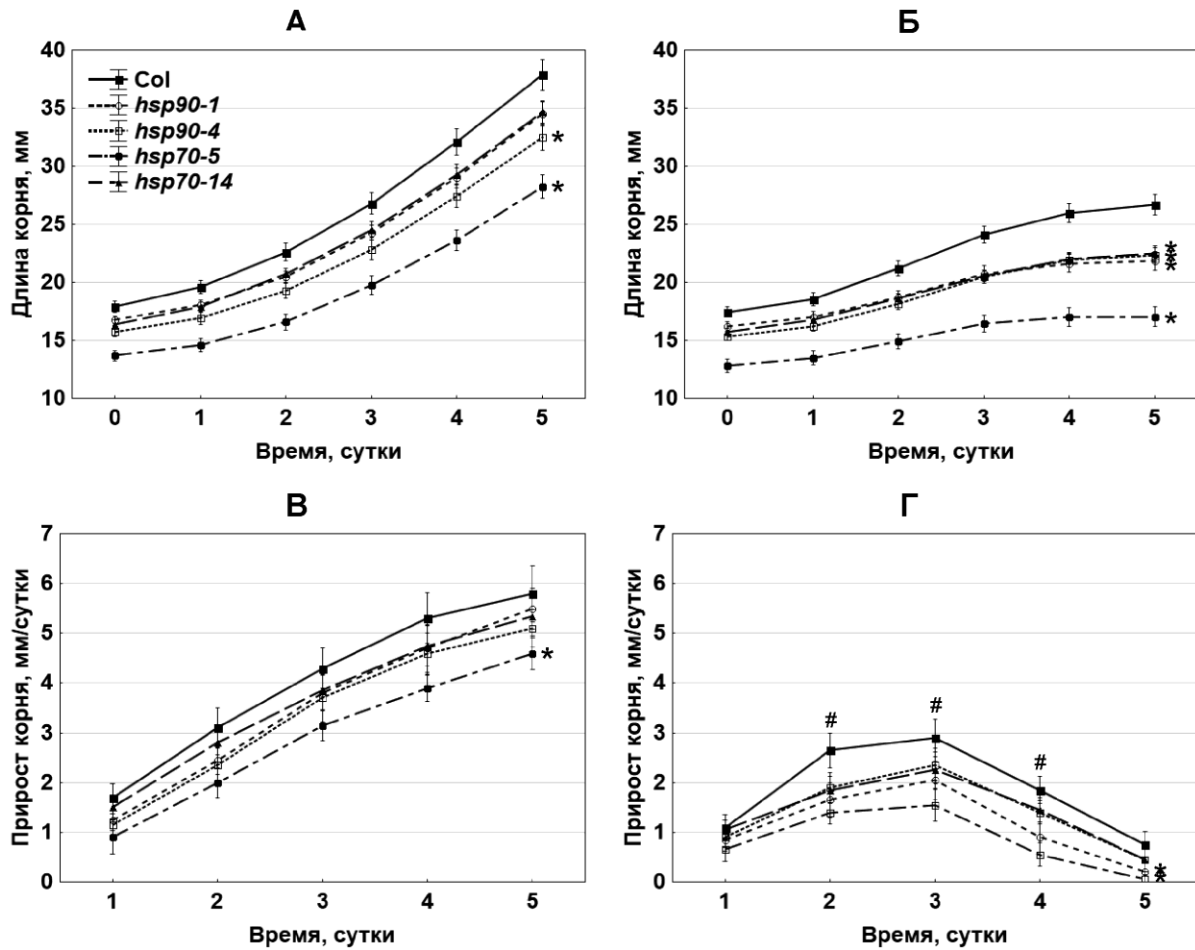 А
Длина корня, мм
40
35
30
25
20
15
10
Col
hsp90-1
hsp90-4
hsp70-5
hsp70-14
*
*
0 1 2 3 4 5
Время, сутки
Б
Длина корня, мм
40
35
30
25
20
15
10
*
*
*
*
0 1 2 3 4 5
Время, сутки
В
Прирост корня, мм/сутки
7
6
5
4
3
2
1
0
*
1 2 3 4 5
Время, сутки
Г
Прирост корня, мм/сутки
7
6
5
4
3
2
1
0
# # #
*
*
1 2 3 4 5
Время, сутки